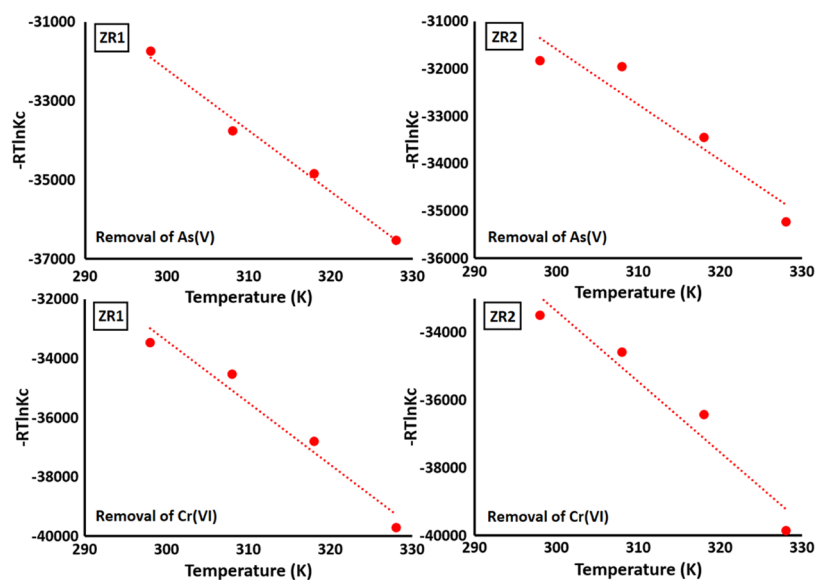 -31000
-33000
-35000
-37000
-RTlnKc
ZR1
Removal of As(V)
290
300
310
320
330
Temperature (K)
-31000
-32000
-33000
-34000
-35000
-36000
-RTlnKc
ZR2
Removal of As(V)
290
300
310
320
330
Temperature (K)
-32000
-34000
-36000
-38000
-40000
-RTlnKc
ZR1
Removal of Cr(VI)
290
300
310
320
330
Temperature (K)
-34000
-36000
-38000
-40000
-RTlnKc
ZR2
Removal of Cr(VI)
290
300
310
320
330
Temperature (K)